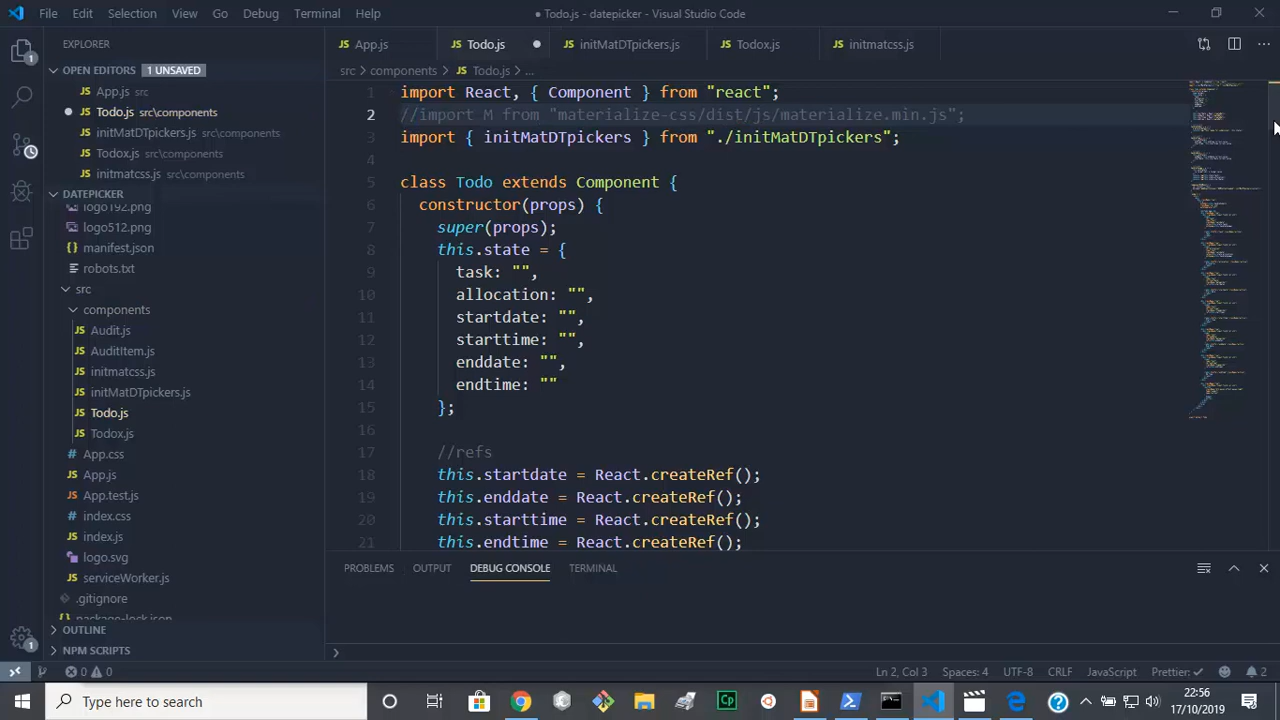 File Edit Selection View Go Debug Terminal Help
● Todo.js - datepicker - Visual Studio Code
EXPLORER
OPEN EDITORS 1 UNSAVED
App.js
Todo.js src\components
initMatDTpickers.js src\components
Todox.js src\components
initmatcss.js src\components
DATEPICKER
logo192.png
logo512.png
manifest.json
robots.txt
src
components
Audit.js
AuditItem.js
initmatcss.js
initMatDTpickers.js
Todo.js
Todox.js
App.css
App.js
App.test.js
index.css
index.js
logo.svg
serviceWorker.js
.gitignore
package-lock.json
OUTLINE
NPM SCRIPTS
App.js Todo.js initMatDTpickers.js Todox.js initmatcss.js
src > components > Todo.js > ...
1 import React, { Component } from "react";
2 //import M from "materialize-css/dist/js/materialize.min.js";
3 import { initMatDTpickers } from "./initMatDTpickers";
4
5 class Todo extends Component {
6 constructor(props) {
7 super(props);
8 this.state = {
9 task: "",
10 allocation: "",
11 startdate: "",
12 starttime: "",
13 enddate: "",
14 endtime: ""
15 };
16
17 //refs
18 this.startdate = React.createRef();
19 this.enddate = React.createRef();
20 this.starttime = React.createRef();
21 this.endtime = React.createRef();
PROBLEMS OUTPUT DEBUG CONSOLE TERMINAL
0 0 Ln 2, Col 3 Spaces: 4 UTF-8 CRLF JavaScript Prettier: ✓ 2
Type here to search
22:56
17/10/2019